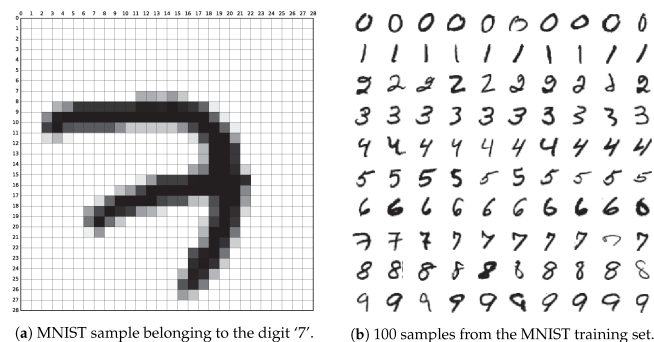 0 1 2 3 4 5 6 7 8 9 10 11 12 13 14 15 16 17 18 19 20 21 22 23 24 25 26 27 28
0
1
2
3
4
5
6
7
8
9
10
11
12
13
14
15
16
17
18
19
20
21
22
23
24
25
26
27
28
(a) MNIST sample belonging to the digit ‘7’.
0 0 0 0 0 0 0 0 0 0
1 1 1 1 1 1 1 1 1 1
2 2 2 2 2 2 2 2 2 2
3 3 3 3 3 3 3 3 3 3
4 4 4 4 4 4 4 4 4 4
5 5 5 5 5 5 5 5 5 5
6 6 6 6 6 6 6 6 6 6
7 7 7 7 7 7 7 7 7 7
8 8 8 8 8 8 8 8 8 8
9 9 9 9 9 9 9 9 9 9
(b) 100 samples from the MNIST training set.